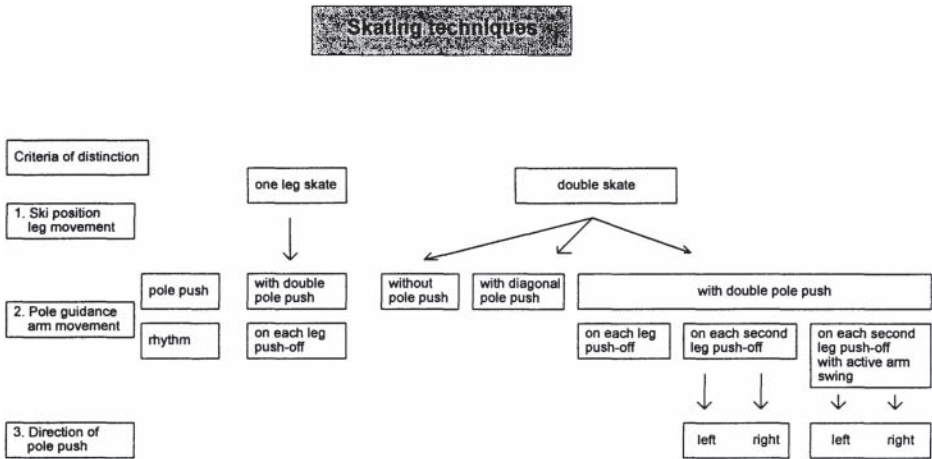 Skating techniques
Criteria of distinction
one leg skate
double skate
1. Ski position
leg movement
pole push
with double
pole push
without
pole push
with diagonal
pole push
with double pole push
2. Pole guidance
arm movement
rhythm
on each leg
push-off
on each leg
push-off
on each second
leg push-off
on each second
leg push-off
with active arm
swing
3. Direction of
pole push
left right
left right